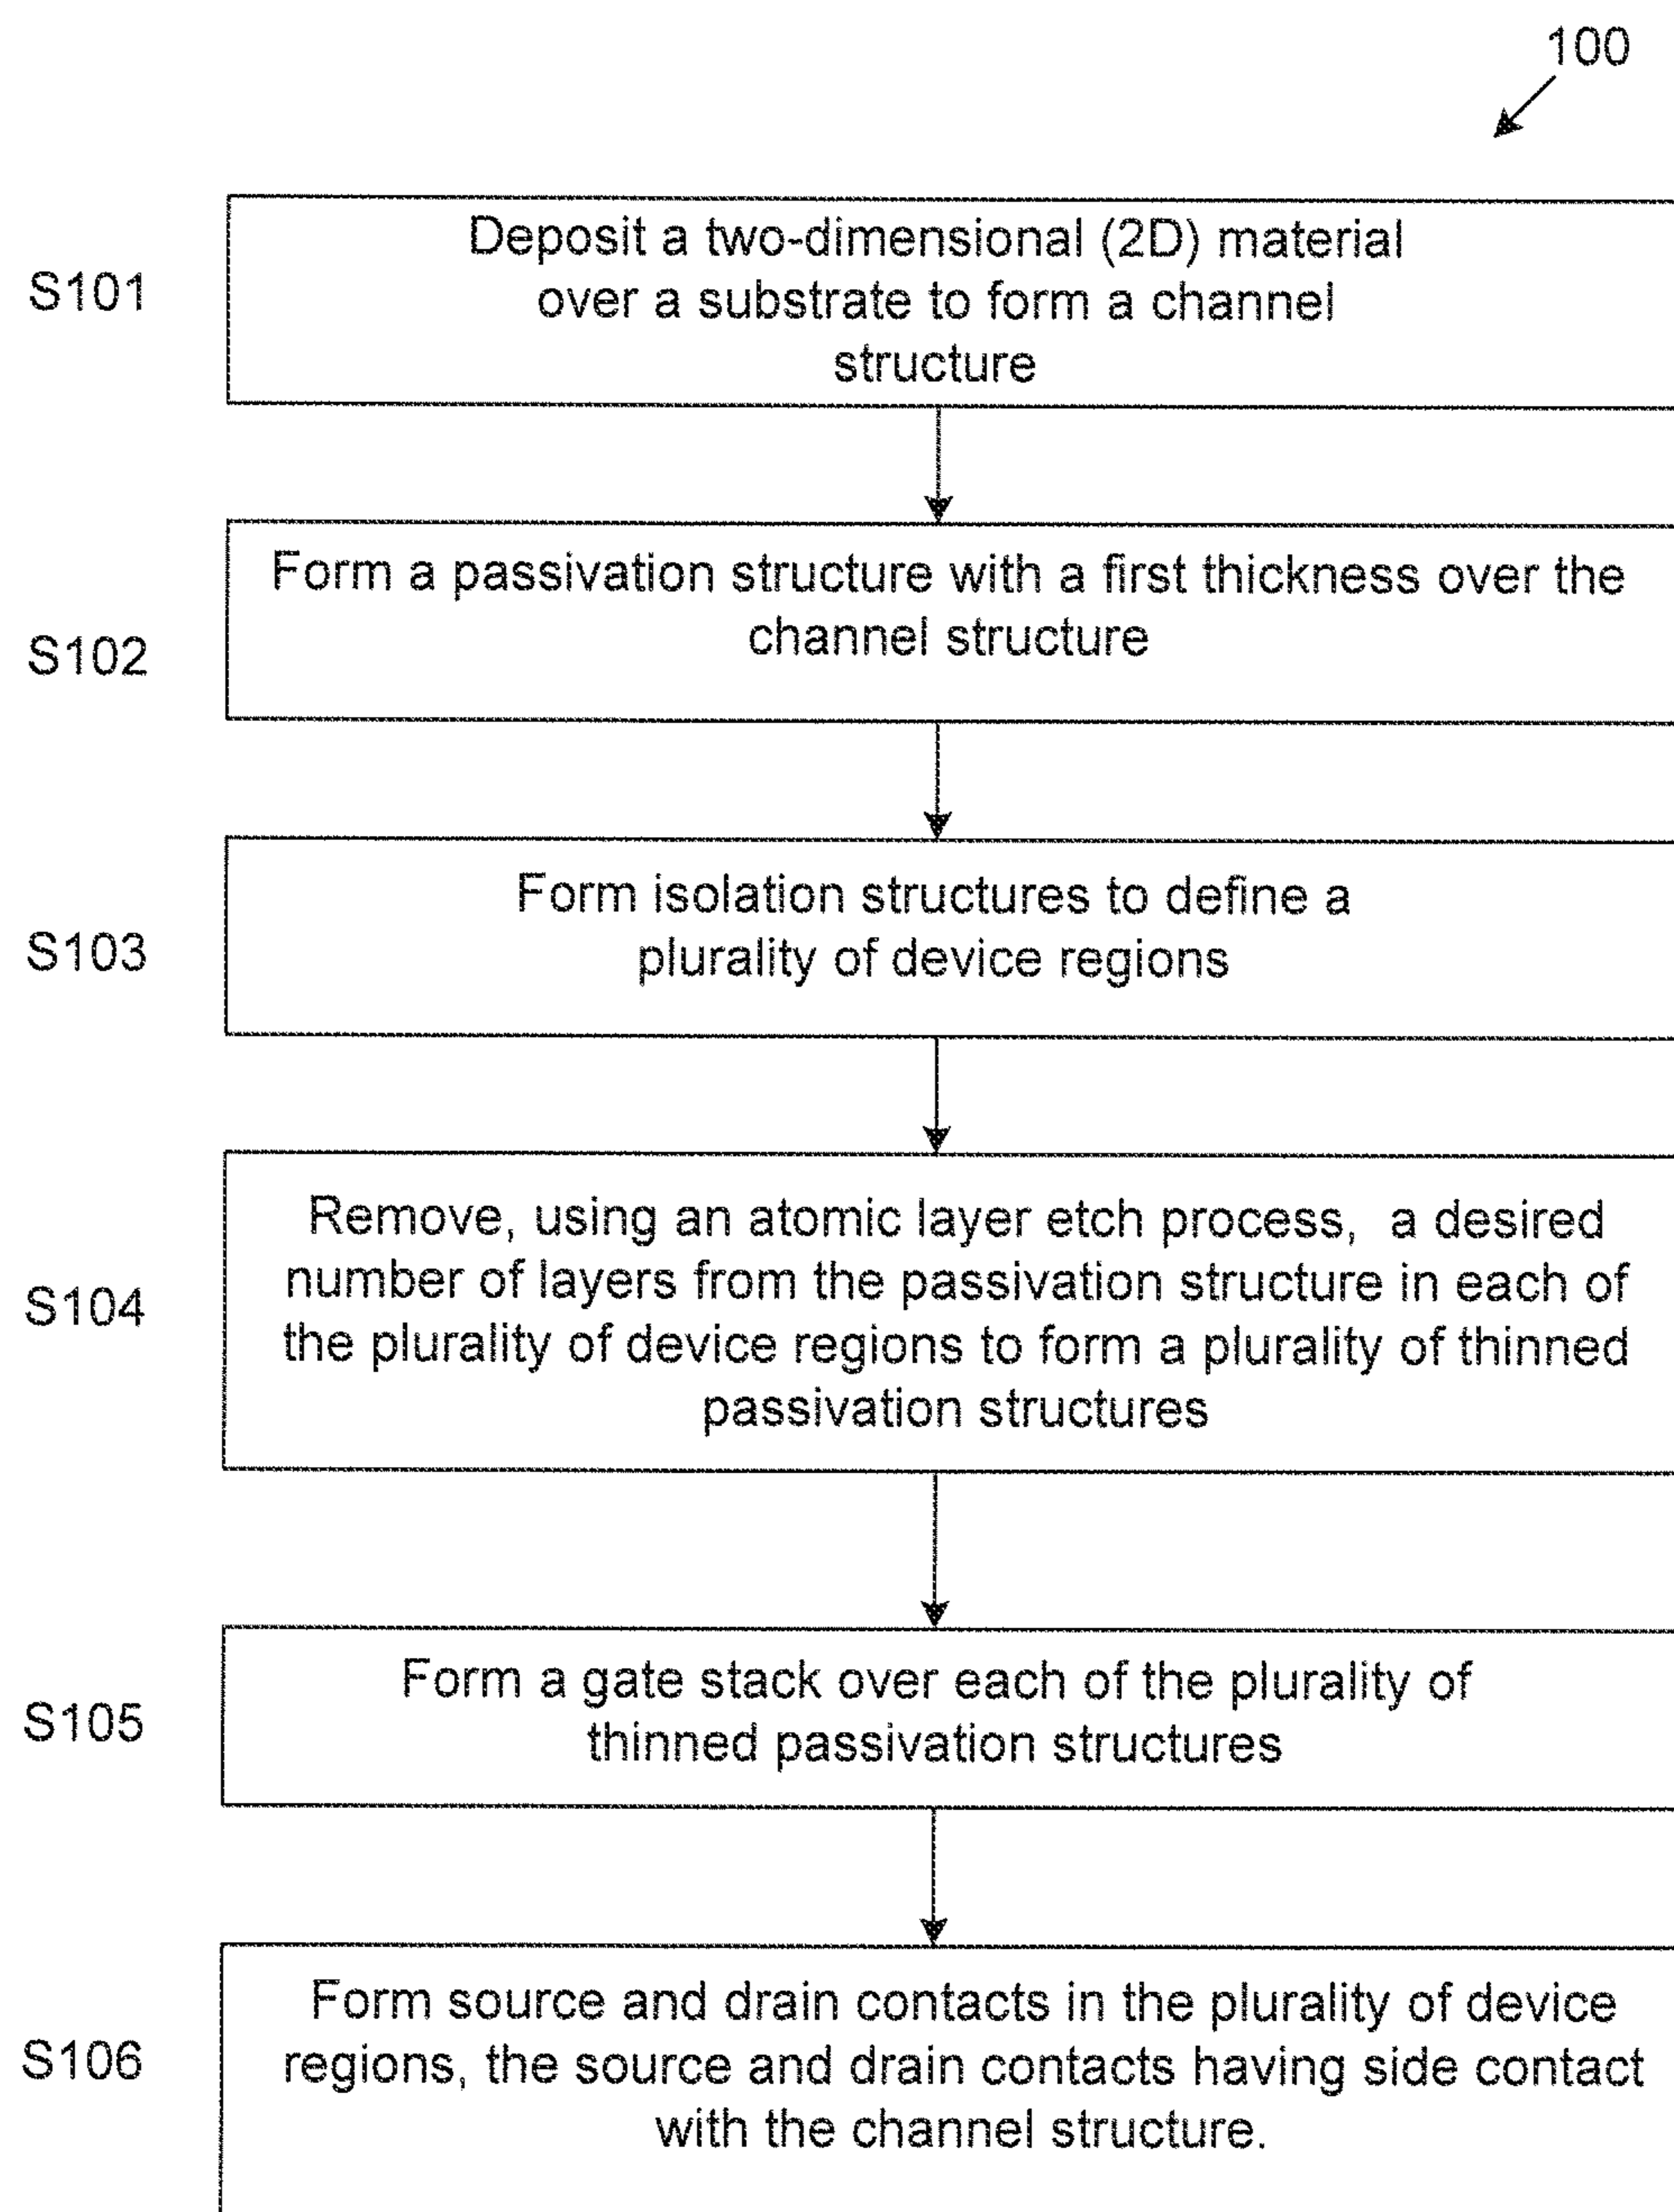 100
S101
Deposit a two-dimensional (2D) material
over a substrate to form a channel
structure
S102
Form a passivation structure with a first thickness over the
channel structure
S103
Form isolation structures to define a
plurality of device regions
S104
Remove, using an atomic layer etch process, a desired
number of layers from the passivation structure in each of
the plurality of device regions to form a plurality of thinned
passivation structures
S105
Form a gate stack over each of the plurality of
thinned passivation structures
S106
Form source and drain contacts in the plurality of device
regions, the source and drain contacts having side contact
with the channel structure.